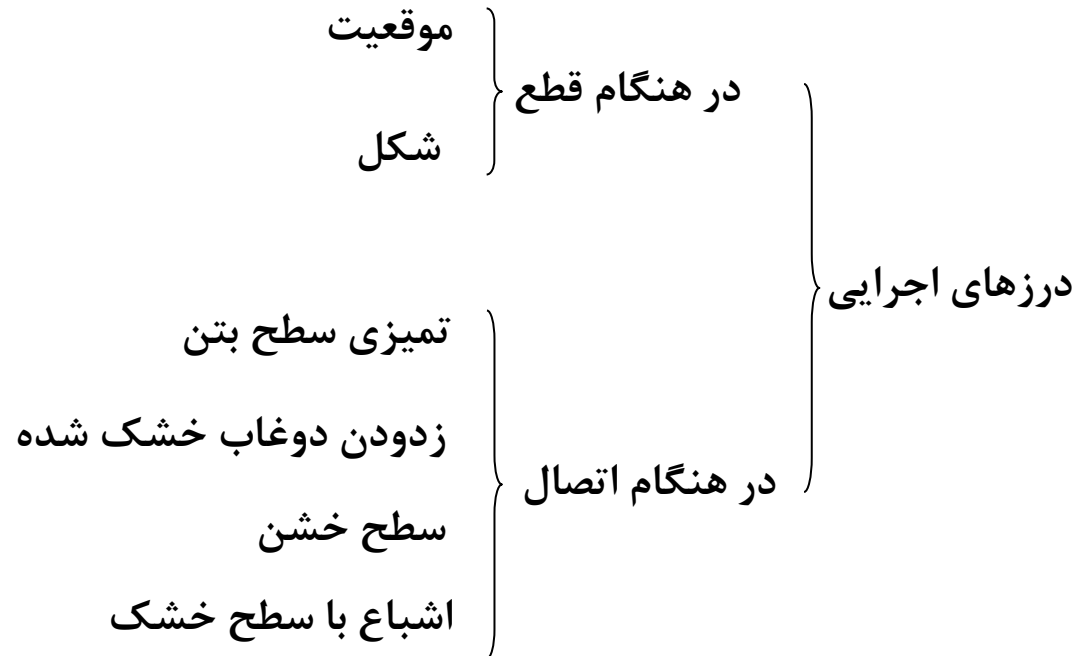 موقعیت
در هنگام قطع
شکل
درزهای اجرایی
تمیزی سطح بتن
زدودن دوغاب خشک شده
در هنگام اتصال
سطح خشن
اشباع با سطح خشک